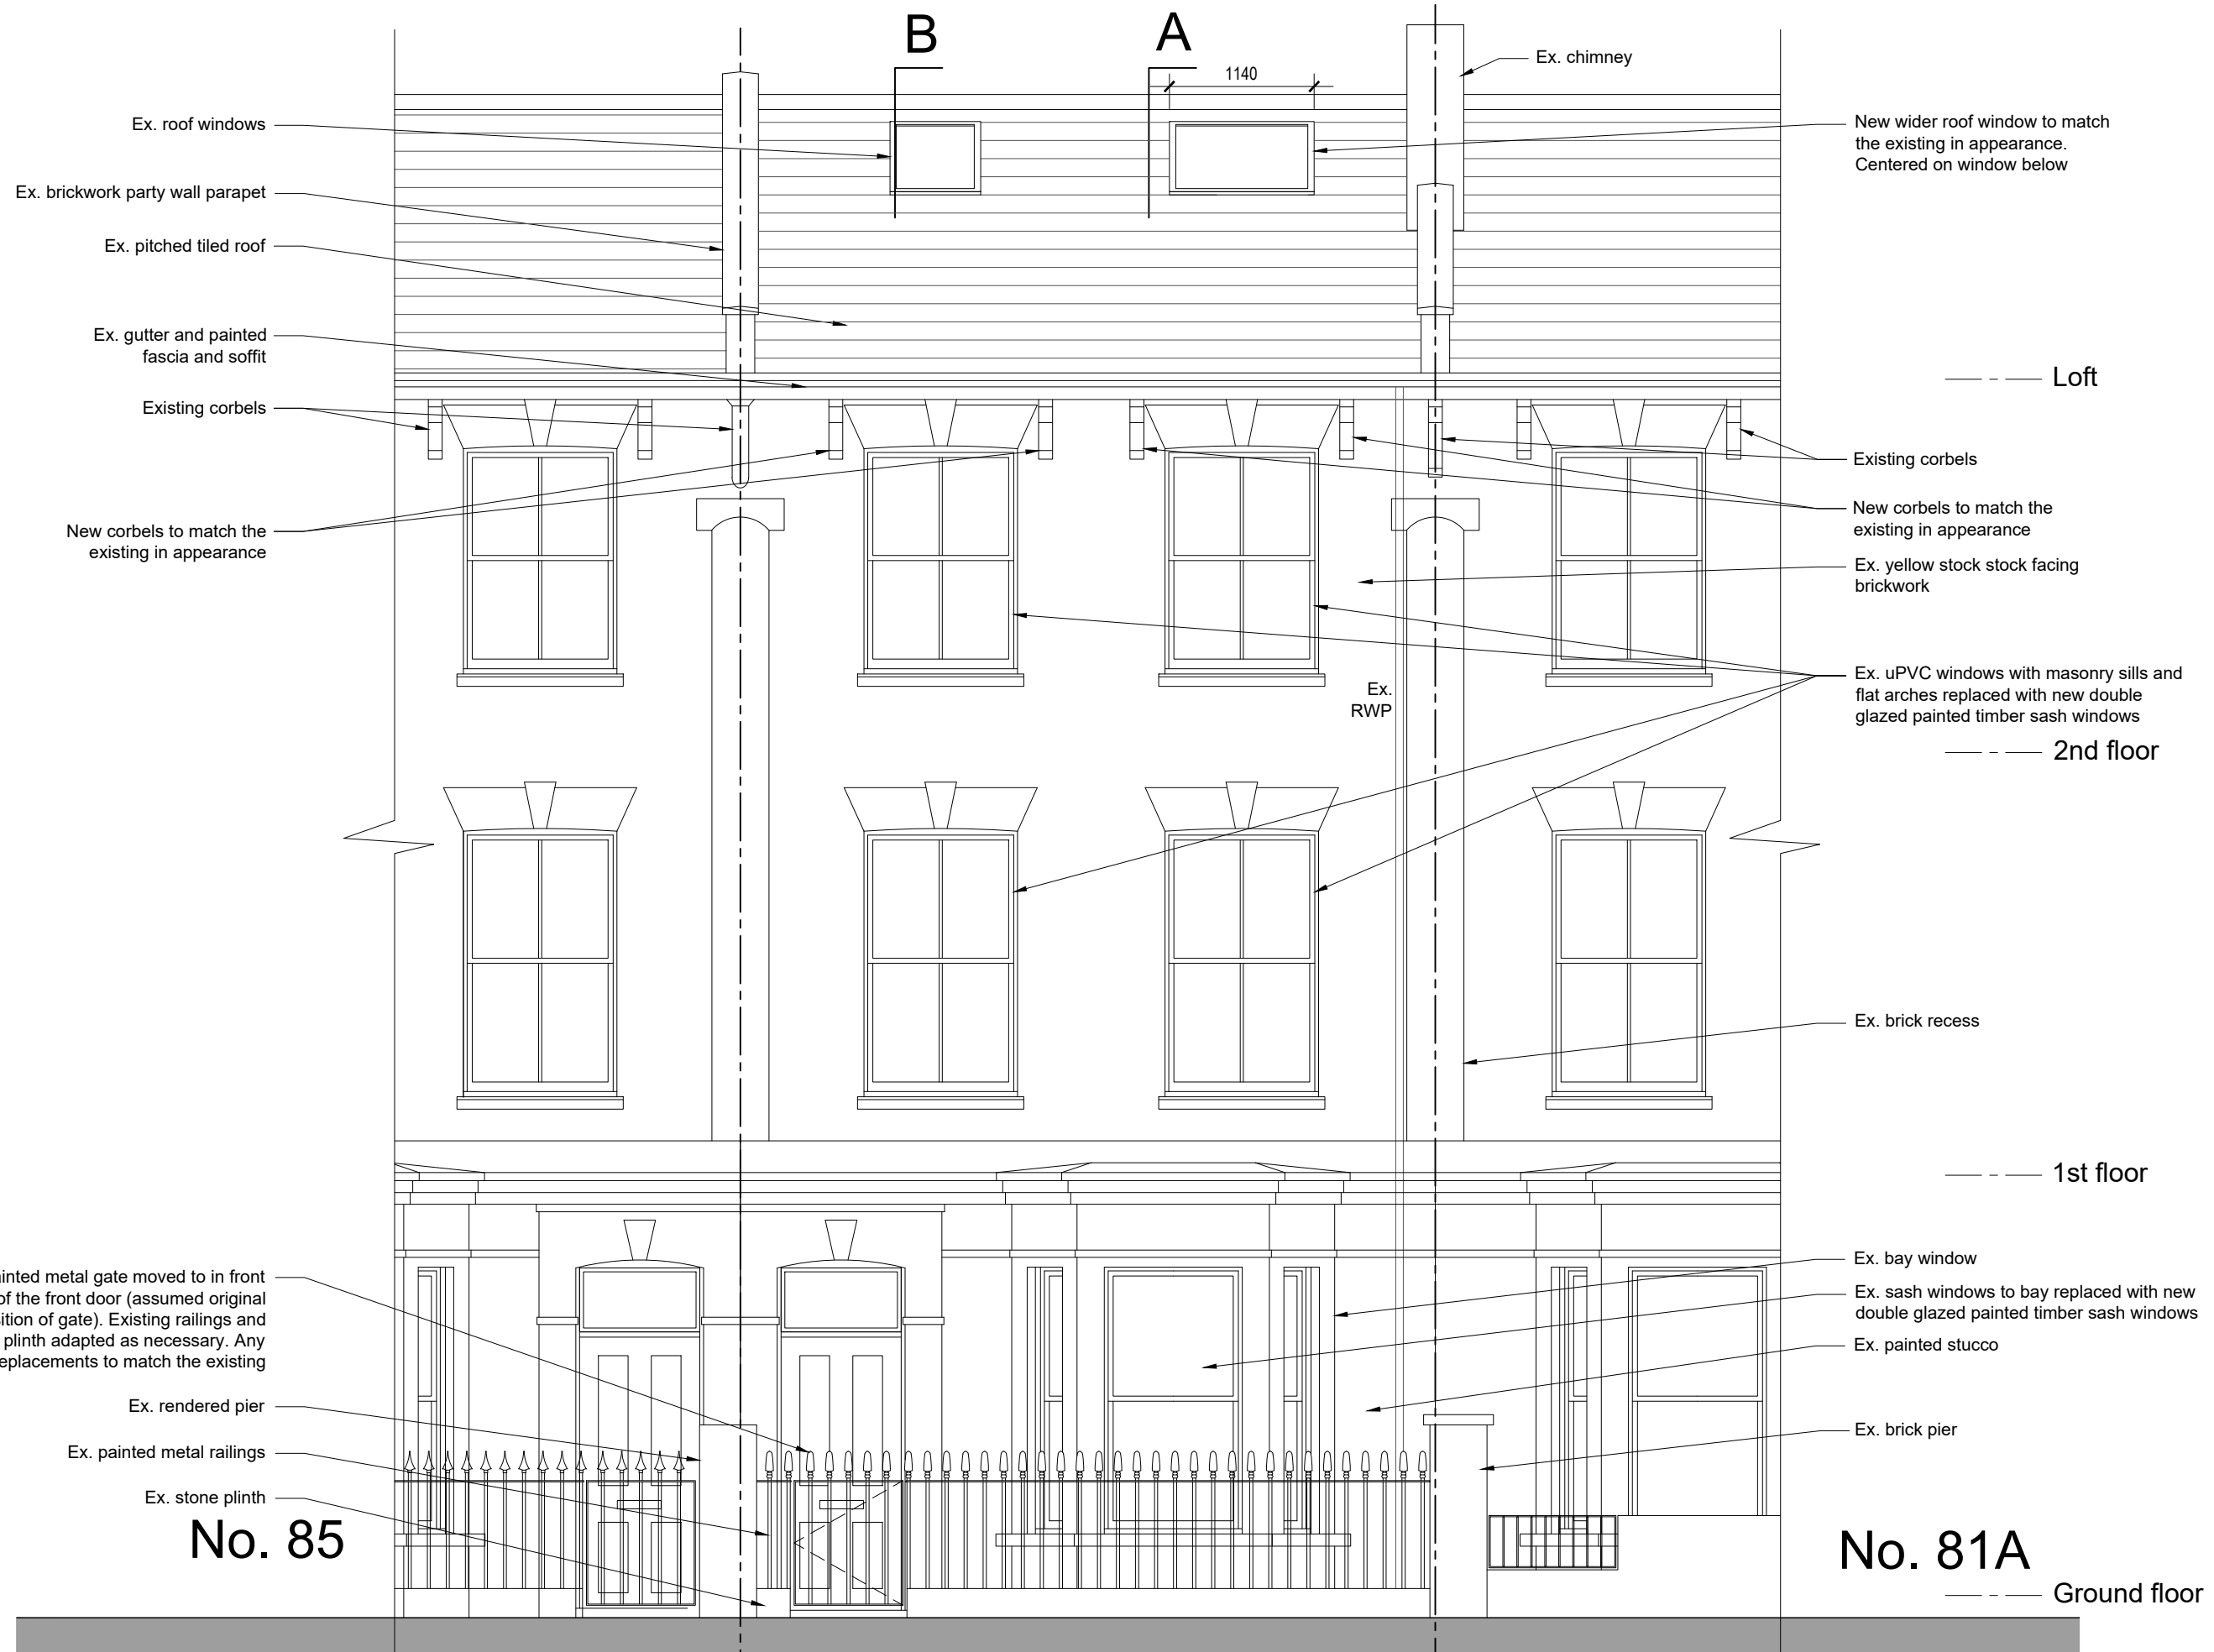 B
A
1140
Ex. chimney
Ex. roof windows
New wider roof window to match
the existing in appearance.
Centered on window below
Ex. brickwork party wall parapet
Ex. pitched tiled roof
Ex. gutter and painted
fascia and soffit
Loft
Existing corbels
Existing corbels
New corbels to match the
existing in appearance
New corbels to match the
existing in appearance
Ex. yellow stock stock facing
brickwork
Ex. uPVC windows with masonry sills and
flat arches replaced with new double
glazed painted timber sash windows
Ex.
RWP
2nd floor
Ex. brick recess
1st floor
metal gate moved to in front
of the front door (assumed original
of gate). Existing railings and
plinth adapted as necessary. Any
to match the existing
Ex. bay window
Ex. sash windows to bay replaced with new
double glazed painted timber sash windows
Ex. painted stucco
Ex. rendered pier
Ex. brick pier
Ex. painted metal railings
Ex. stone plinth
No. 85
No. 81A
Ground floor